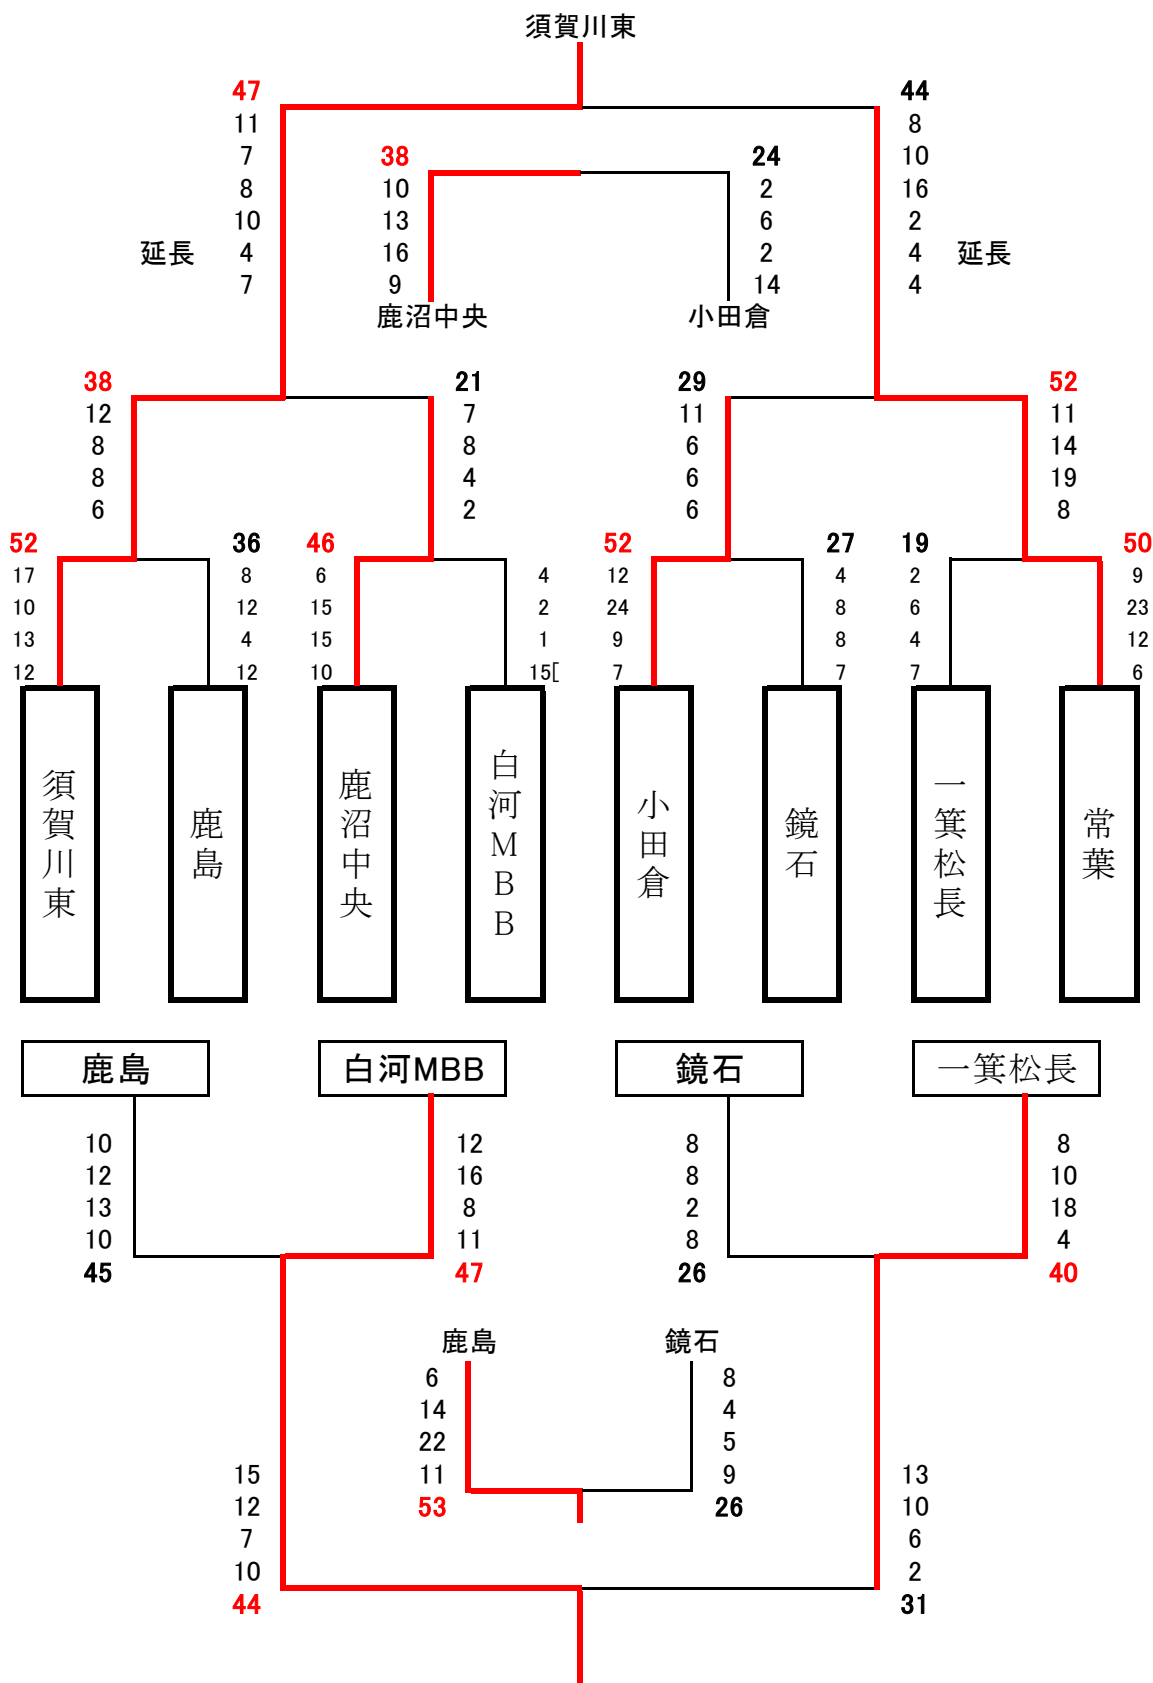 須賀川東
47 44
11 8
7 38 24 10
8 10 2 16
10 13 6 2
延長 4 16 2 4 延長
7 9 14 4
鹿沼中央 小田倉
38 21 29 52
12 7 11 11
8 8 6 14
8 4 6 19
6 2 6 8
52 36 46 52 27 19 50
17 8 6 4 12 4 2 9
10 12 15 2 24 8 6 23
13 4 15 1 9 8 4 12
12 12 10 15[ 7 7 7 6
須賀川東
鹿島
鹿沼中央
白河MBB
小田倉
鏡石
一箕松長
常葉
鹿島 白河MBB 鏡石 一箕松長
10 12 8 8
12 16 8 10
13 8 2 18
10 11 8 4
45 47 26 40
鹿島 鏡石
6 8
14 4
22 5
15 11 9 13
12 53 26 10
7 6
10 2
44 31